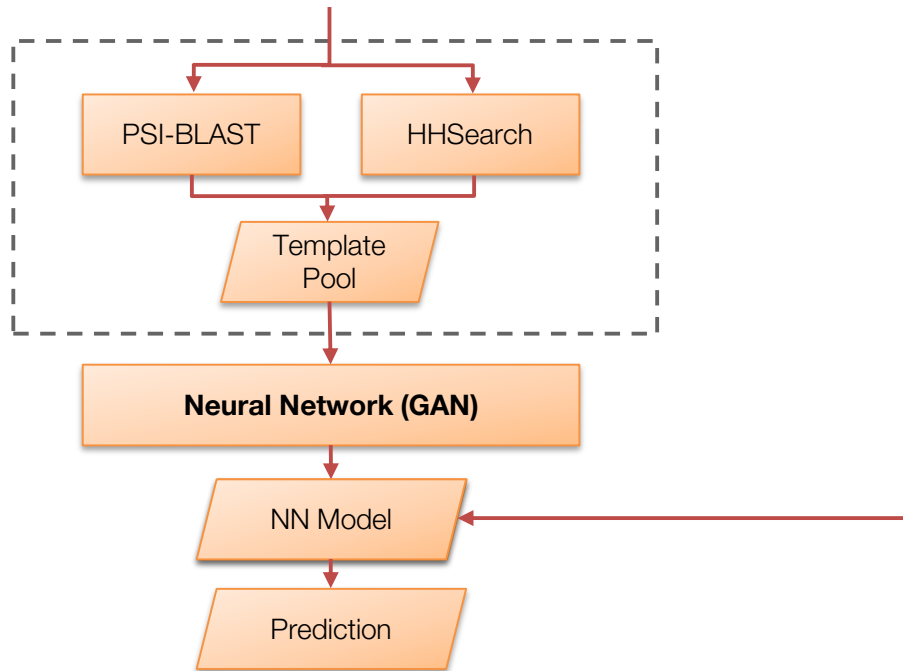 PSI-BLAST
HHSearch
Template
Pool
Neural Network (GAN)
NN Model
Prediction